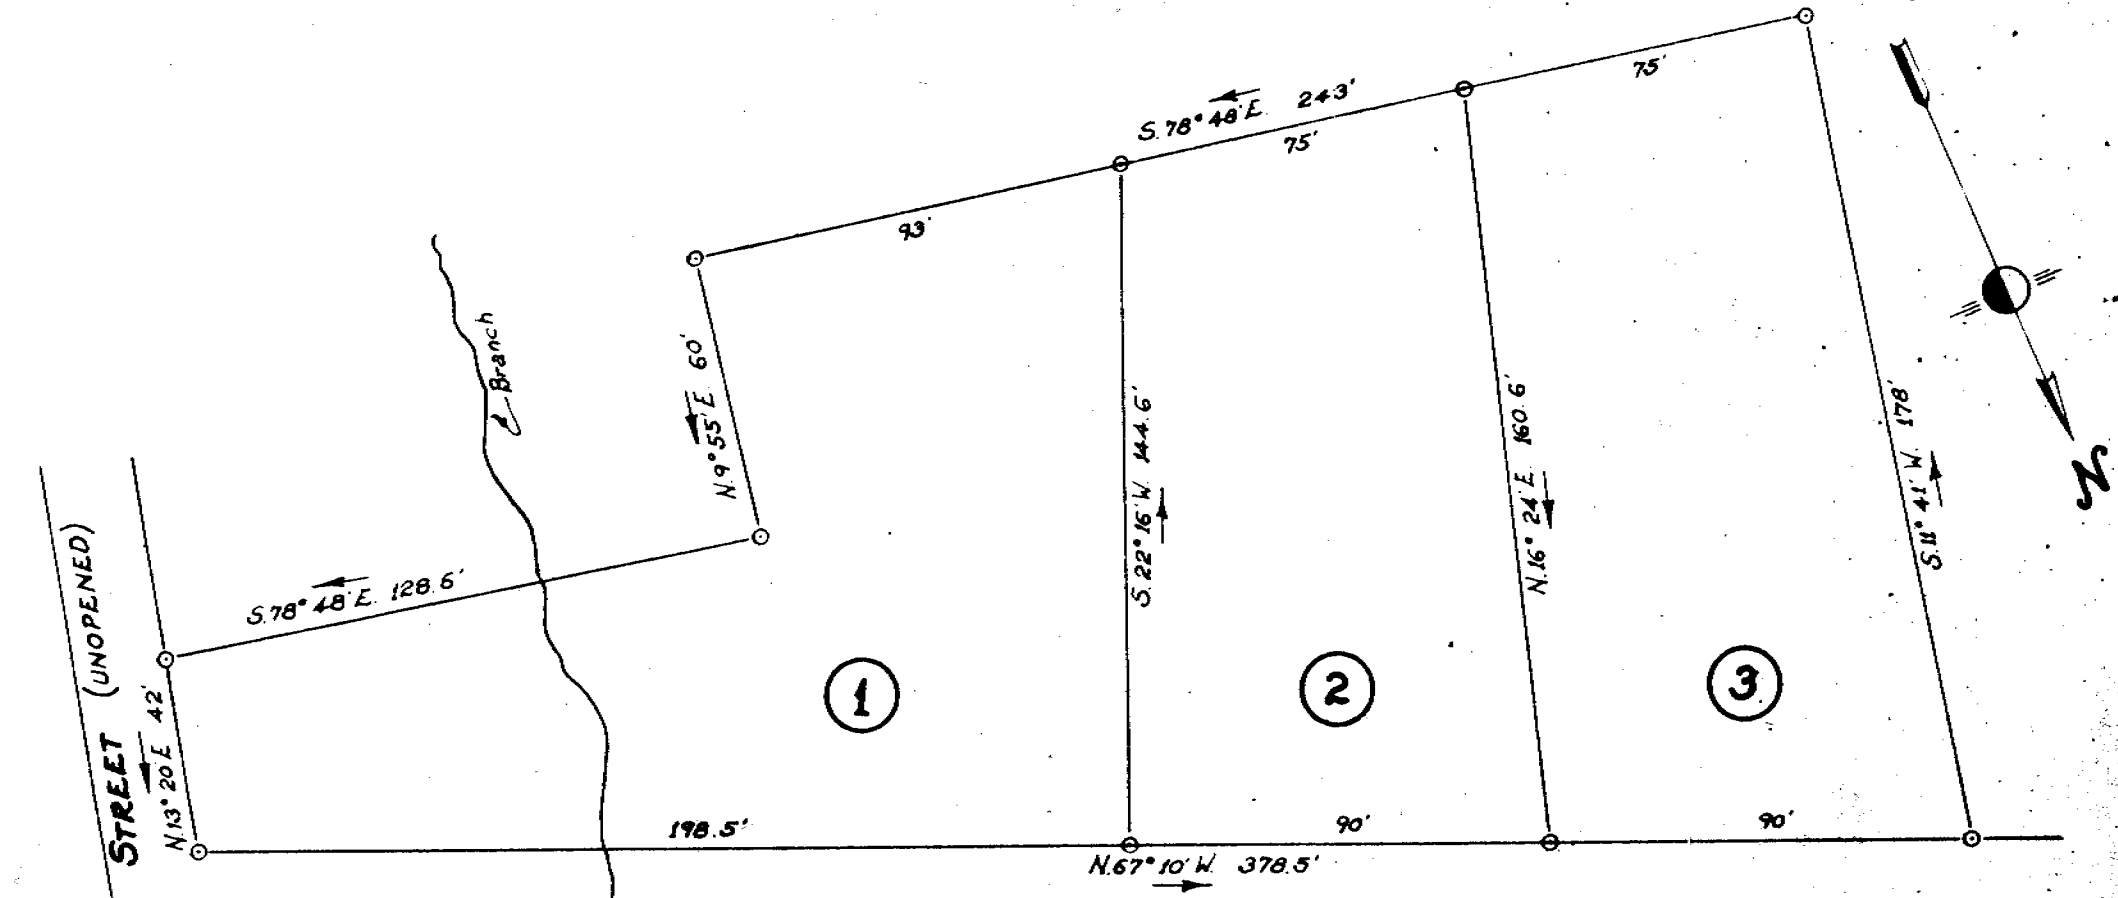 75'
S. 78° 48' E. 243'
75'
93'
N. 9° 55' E. 60'
Branch
S. 22° 16' W. 144.6'
N. 16° 24' E. 160.6'
S. 11° 41' W. 178'
N
S. 78° 48' E. 128.6'
STREET (UNOPENED)
N. 13° 20' E. 42'
1
2
3
198.5'
90'
90'
N. 67° 10' W. 378.5'